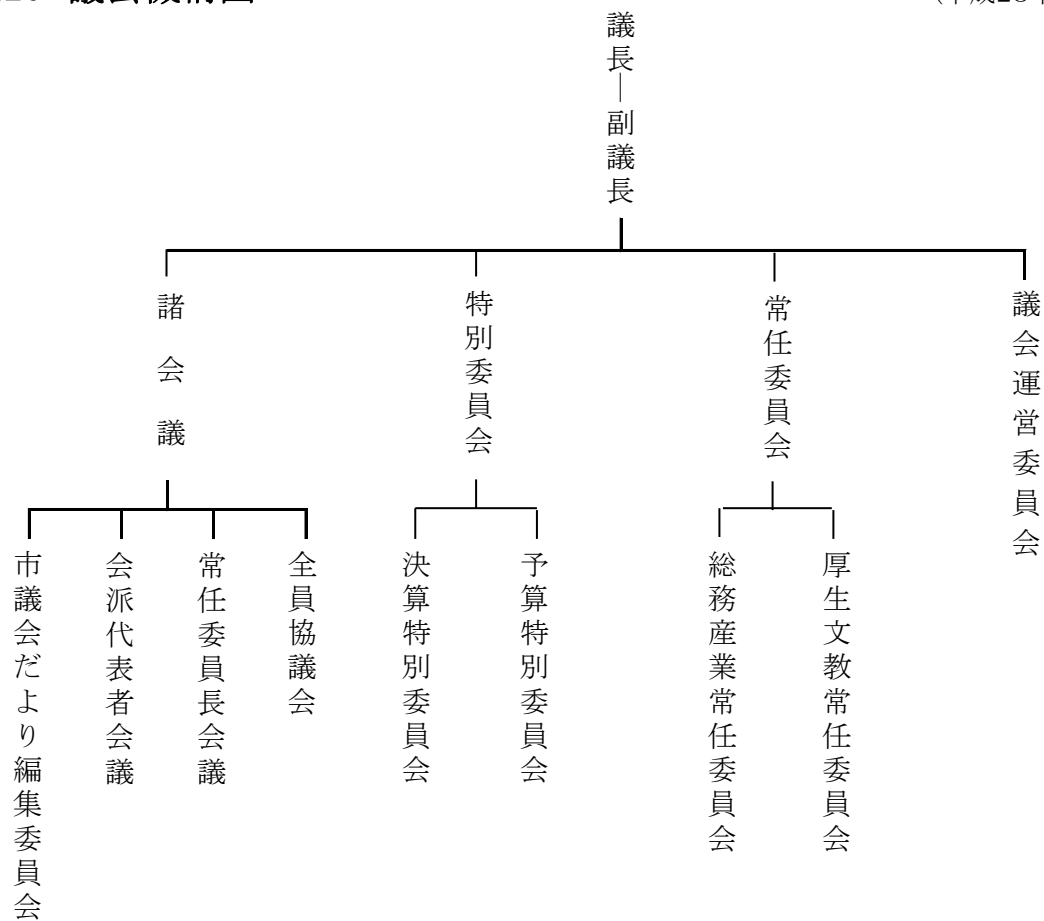 議会機構図
議長―副議長
議会運営委員会
常任委員会
特別委員会
諸会議
厚生文教常任委員会
総務産業常任委員会
予算特別委員会
決算特別委員会
全員協議会
常任委員長会議
会派代表者会議
市議会だより編集委員会